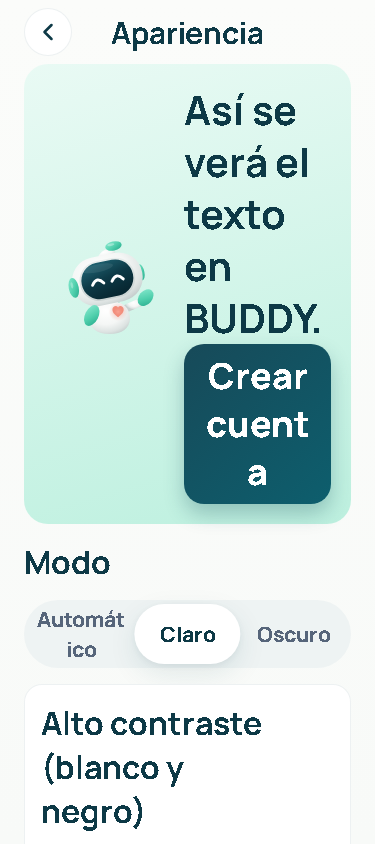 Apariencia
Así se
verá el
texto
en
BUDDY.
Crear
cuent
a
Modo
Automát
ico
Claro
Oscuro
Alto contraste
(blanco y
negro)